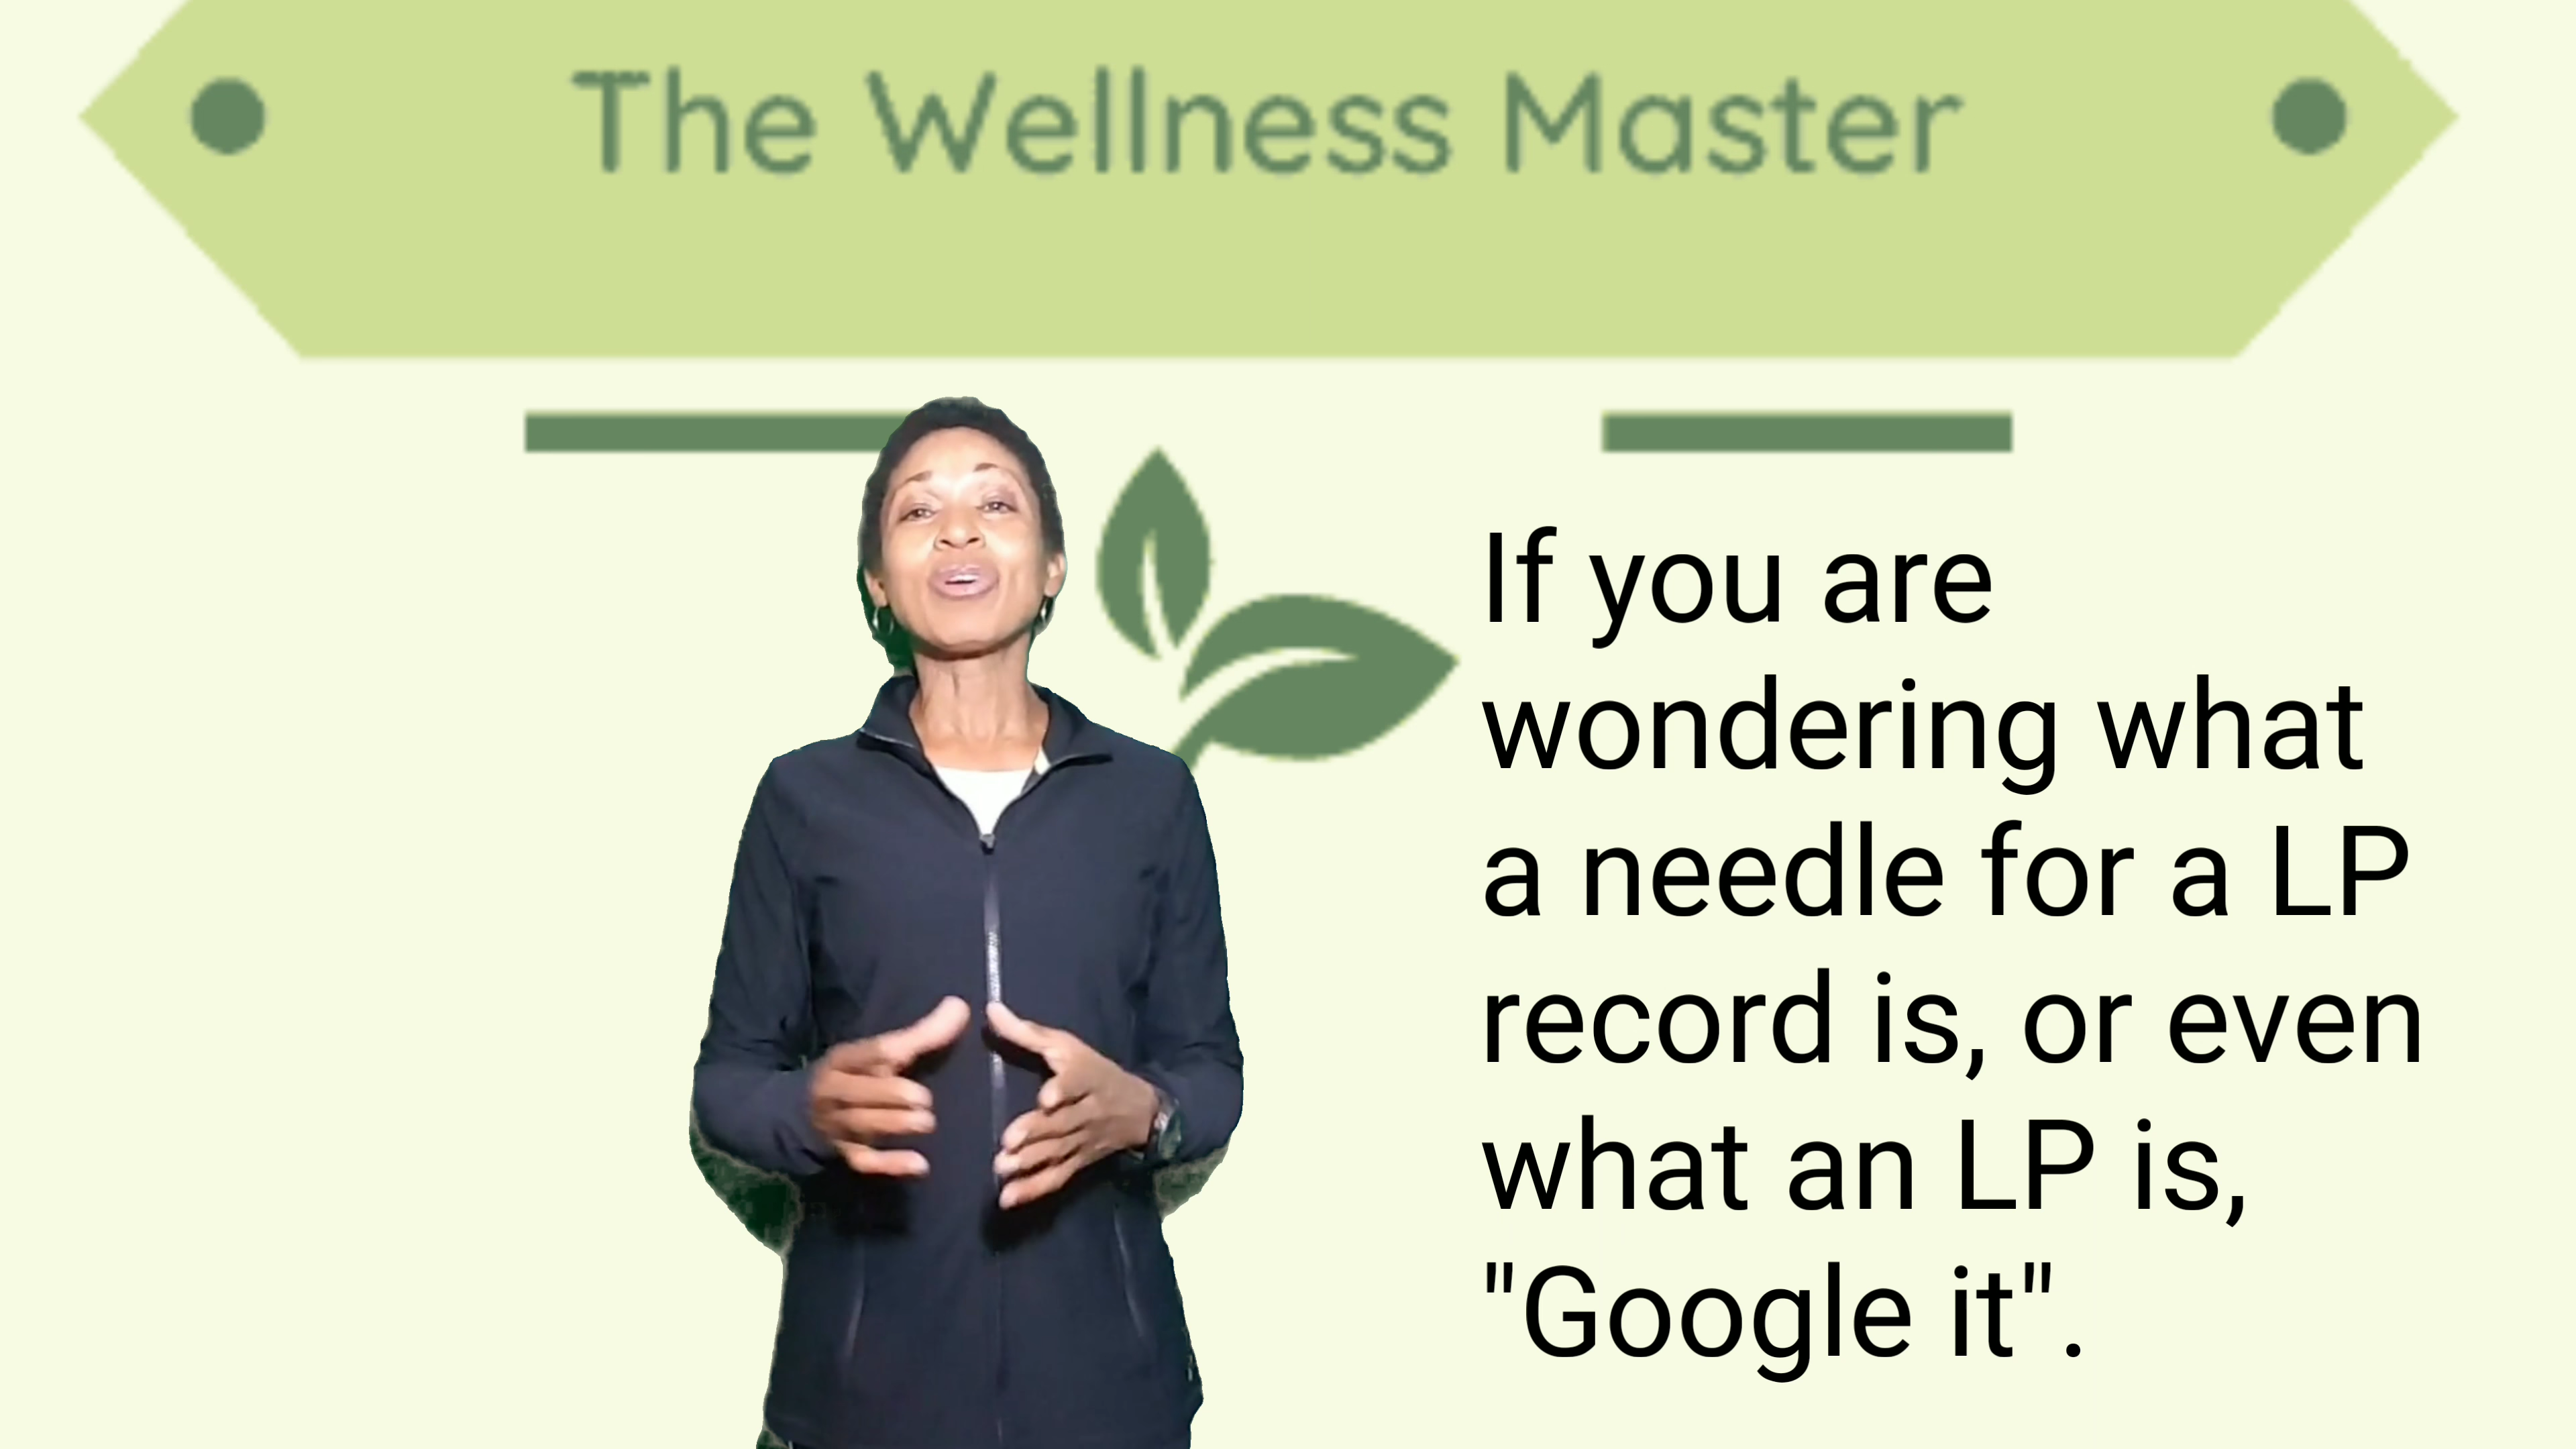 The Wellness Master
If you are
wondering what
a needle for a LP
record is, or even
what an LP is,
"Google it".